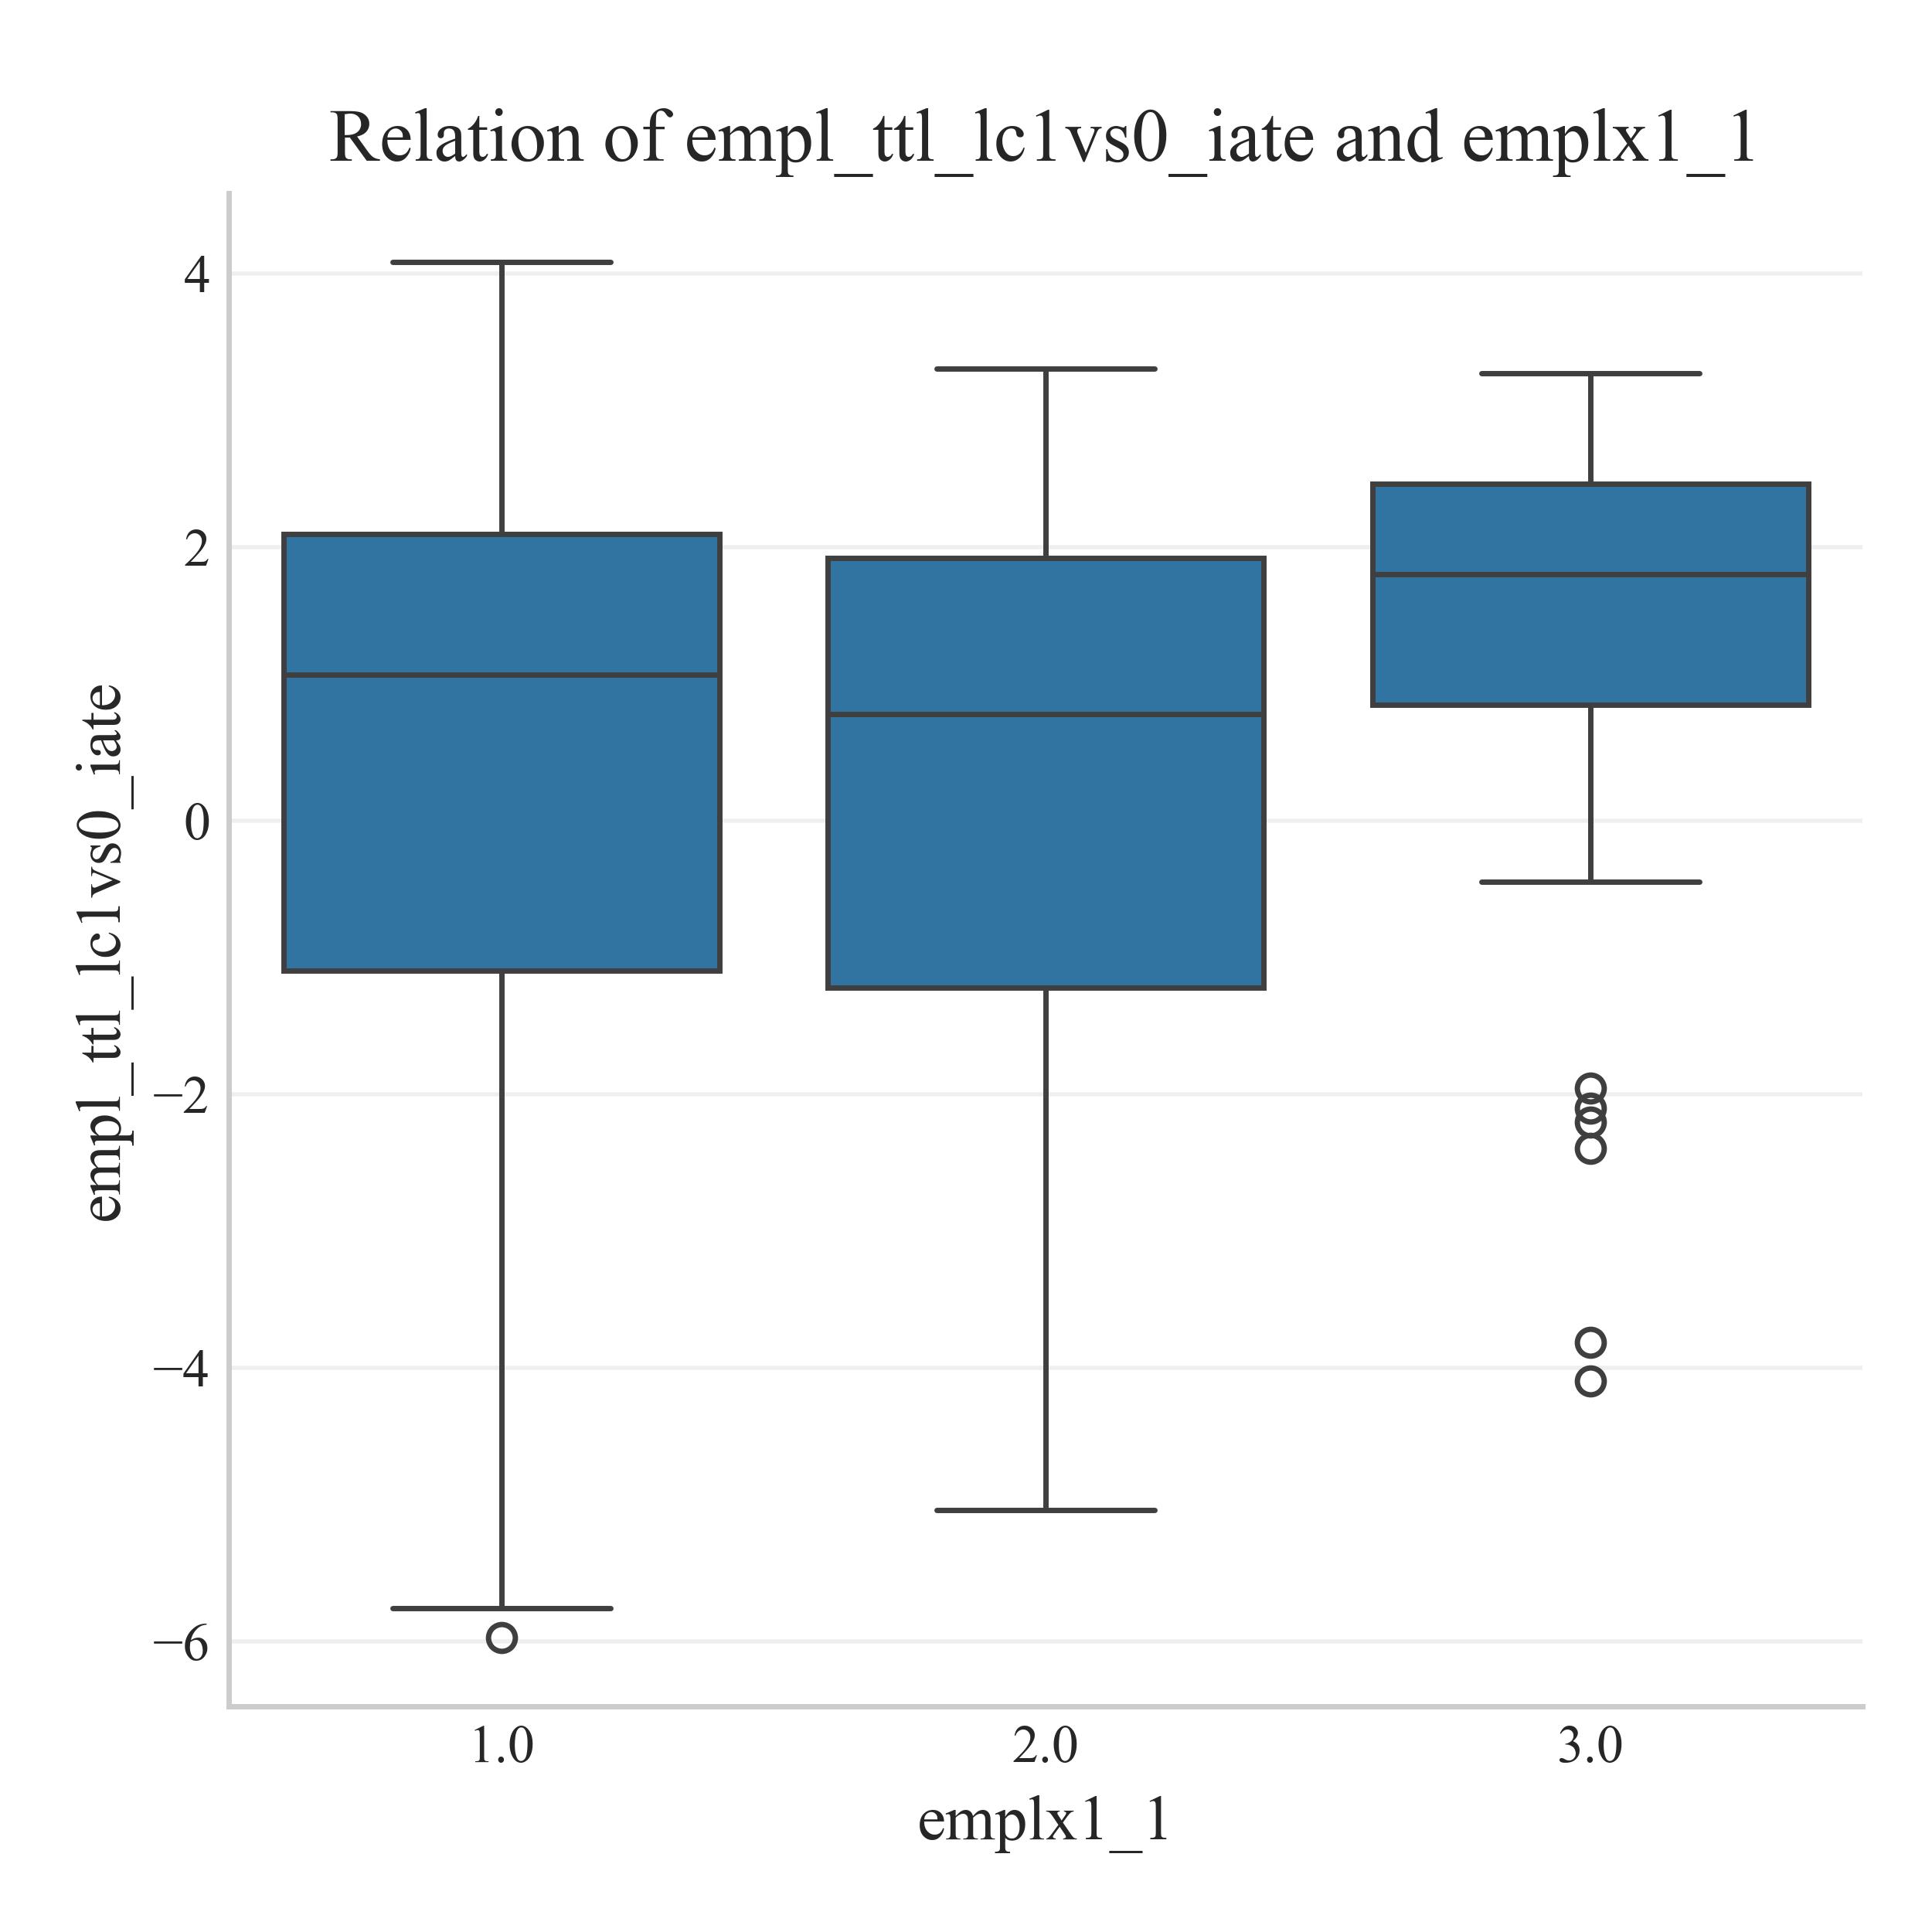 Relation of empl_ttl_lc1vs0_iate and emplx1_1
empl_ttl_lc1vs0_iate
4
2
0
−2
−4
−6
1.0 2.0 3.0
emplx1_1